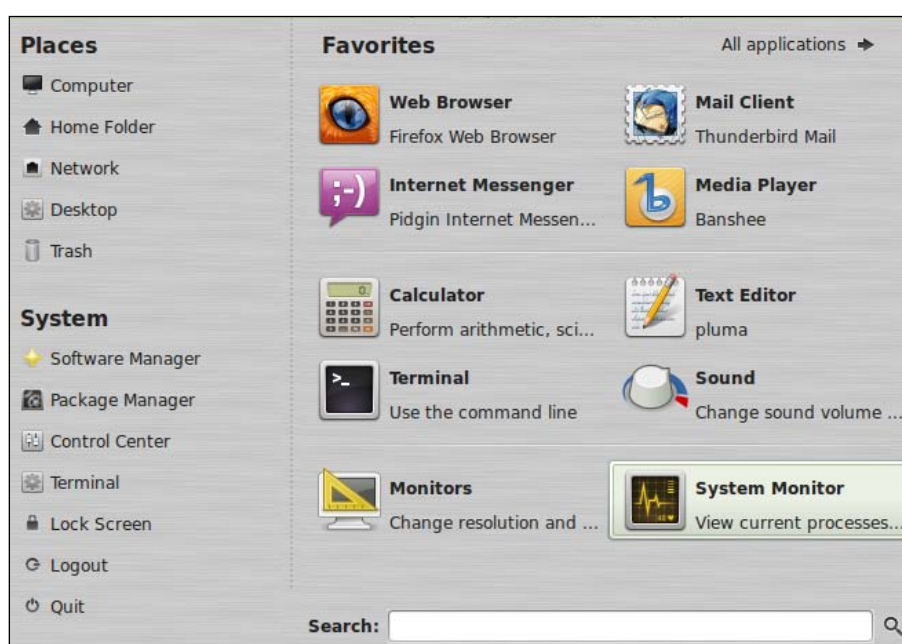 Places
Computer
Home Folder
Network
Desktop
Trash
System
Software Manager
Package Manager
Control Center
Terminal
Lock Screen
Logout
Quit
Favorites
All applications
Web Browser
Firefox Web Browser
Mail Client
Thunderbird Mail
;-)
Internet Messenger
Pidgin Internet Messen...
Media Player
Banshee
0.
Calculator
Perform arithmetic, sci...
Text Editor
pluma
>_
Terminal
Use the command line
Sound
Change sound volume ...
Monitors
Change resolution and ...
System Monitor
View current processes...
Search: